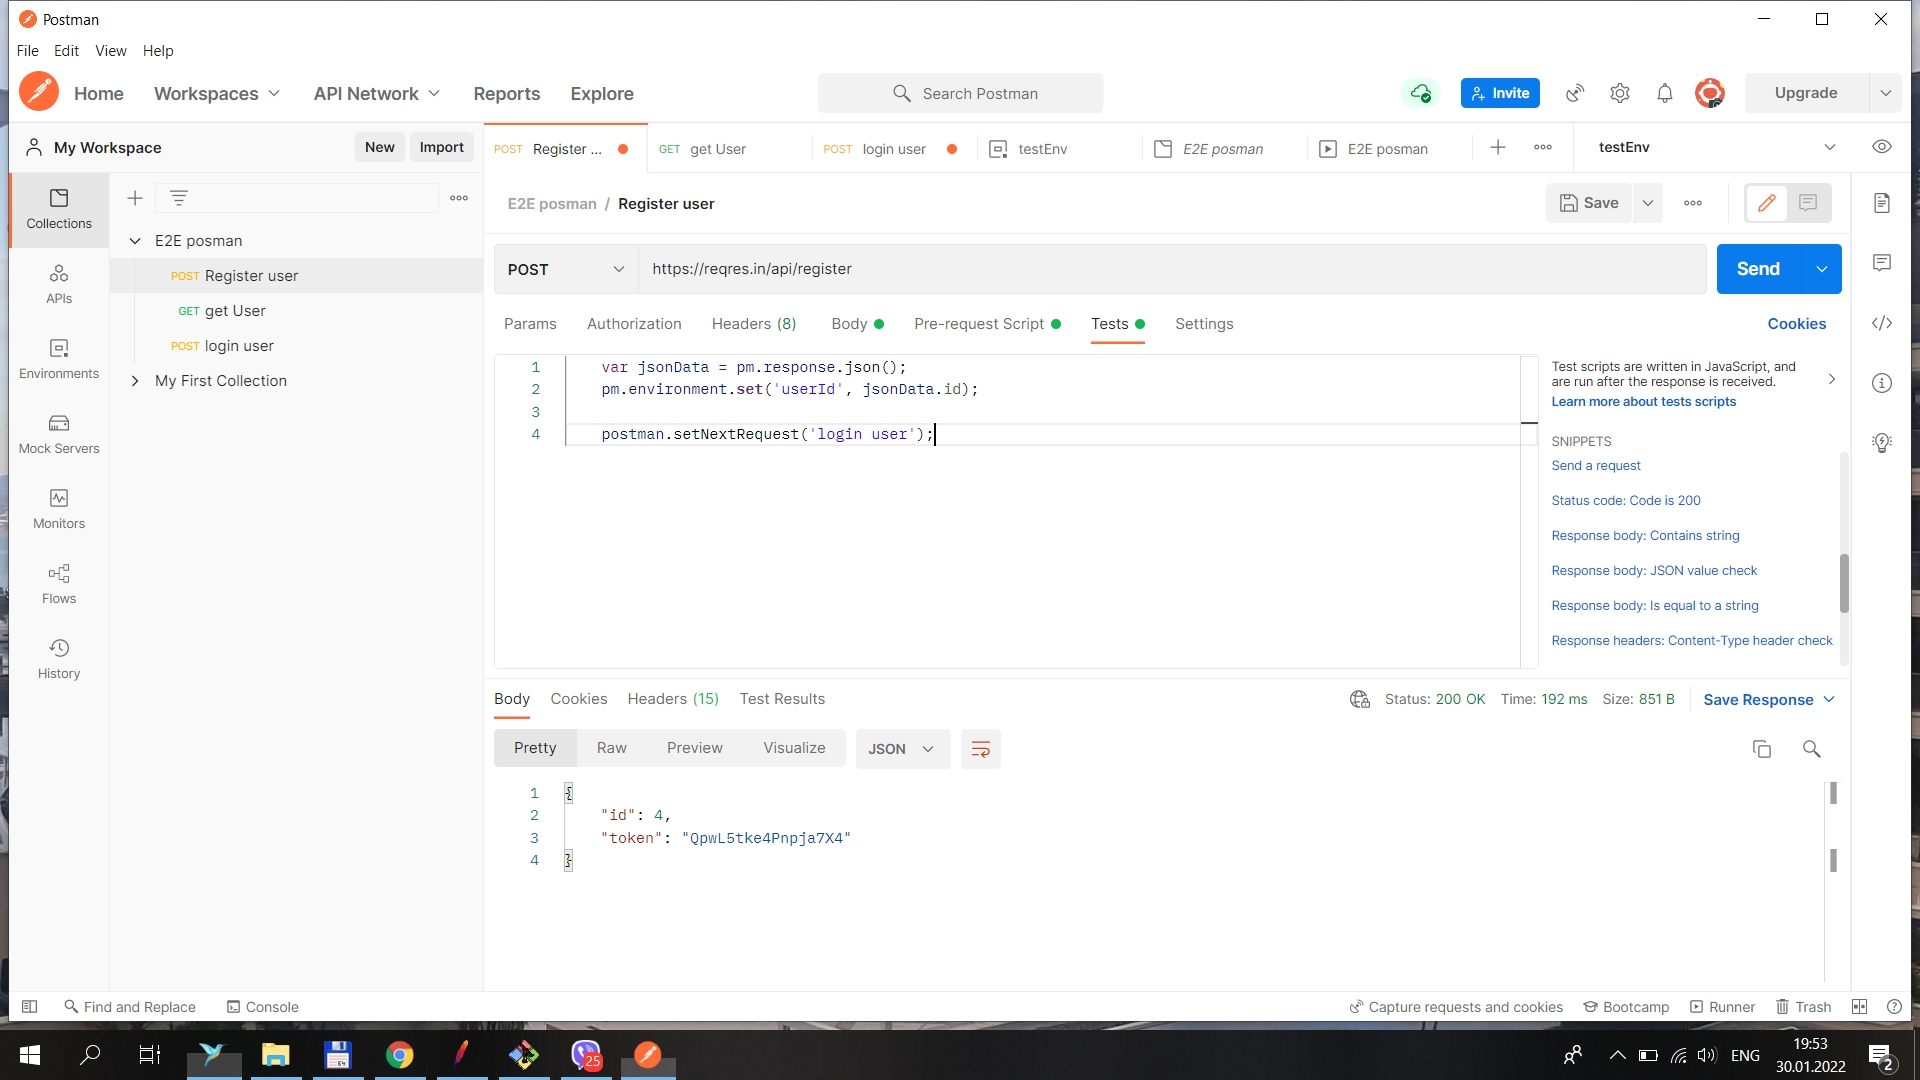 Postman
File Edit View Help
Home Workspaces API Network Reports Explore Search Postman Invite Upgrade
My Workspace New Import
POST Register ... GET get User POST login user testEnv E2E posman E2E posman testEnv
Collections
APIs
Environments
Mock Servers
Monitors
Flows
History
E2E posman
POST Register user
GET get User
POST login user
My First Collection
E2E posman / Register user Save
POST https://reqres.in/api/register Send
Params Authorization Headers (8) Body Pre-request Script Tests Settings Cookies
1 var jsonData = pm.response.json();
2 pm.environment.set('userId', jsonData.id);
3
4 postman.setNextRequest('login user');
Test scripts are written in JavaScript, and
are run after the response is received.
Learn more about tests scripts
SNIPPETS
Send a request
Status code: Code is 200
Response body: Contains string
Response body: JSON value check
Response body: Is equal to a string
Response headers: Content-Type header check
Body Cookies Headers (15) Test Results Status: 200 OK Time: 192 ms Size: 851 B Save Response
Pretty Raw Preview Visualize JSON
1 {
2 "id": 4,
3 "token": "QpwL5tke4Pnpja7X4"
4 }
Find and Replace Console Capture requests and cookies Bootcamp Runner Trash
64
25
ENG
19:53
30.01.2022
2